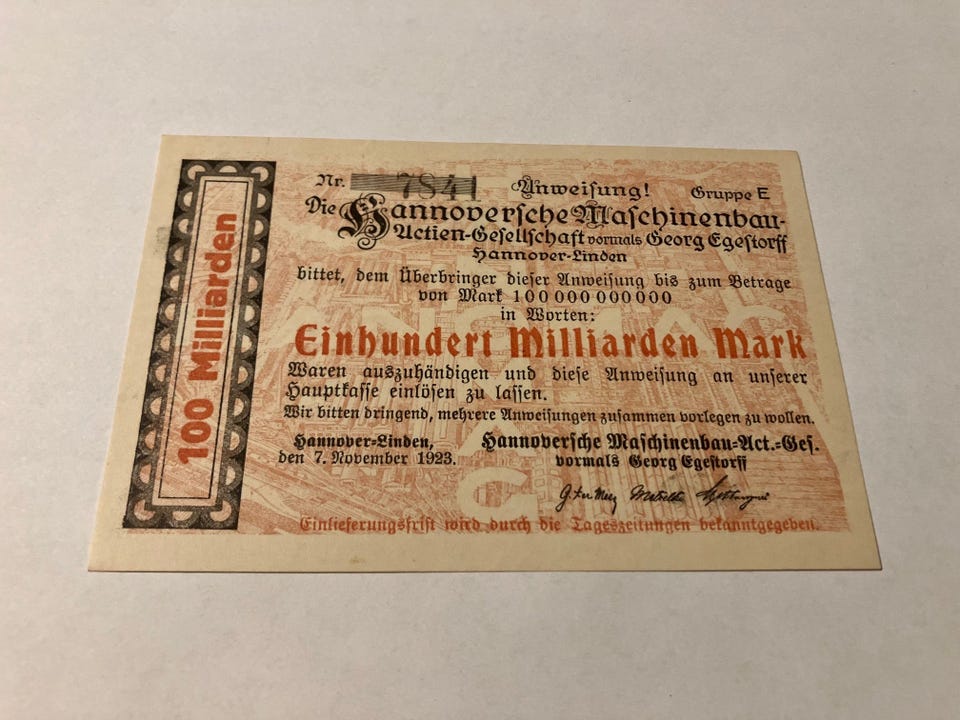 100 Milliarden
Nr. 7841 Anweisung! Gruppe E
Die Hannoversche Maschinenbau-
Actien-Gesellschaft vormals Georg Egestorff
Hannover-Linden
bittet, dem Überbringer dieser Anweisung bis zum Betrage
von Mark 100 000 000 000
in Worten:
Einhundert Milliarden Mark
Waren auszuhändigen und diese Anweisung an unserer
Hauptkasse einlösen zu lassen.
Wir bitten dringend, mehrere Anweisungen zusammen vorlegen zu wollen.
Hannover-Linden, Hannoversche Maschinenbau-Act.-Ges.
den 7. November 1923. vormals Georg Egestorff
Einlieferungsfrist wird durch die Tageszeitungen bekanntgegeben.